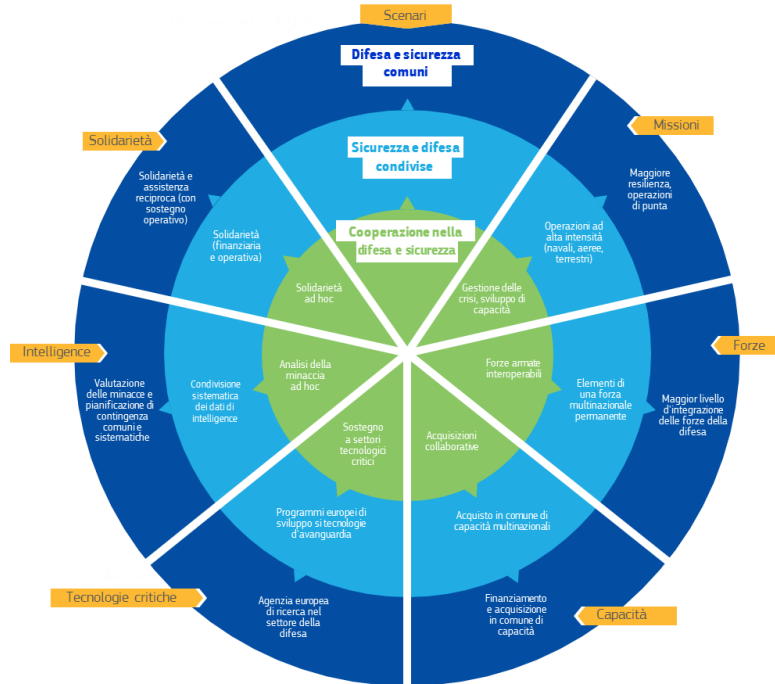 Scenari
Difesa e sicurezza
comuni
Sicurezza e difesa
condivise
Cooperazione nella
difesa e sicurezza
Missioni
Maggiore
resilienza,
operazioni
di punta
Operazioni ad
alta intensità
(navali, aeree,
terrestri)
Gestione delle
crisi, sviluppo di
capacità
Forze
Maggior livello
d'integrazione
delle forze della
difesa
Elementi di
una forza
multinazionale
permanente
Forze armate
interoperabili
Capacità
Finanziamento
e acquisizione
in comune di
capacità
Acquisto in comune di
capacità multinazionali
Acquisizioni
collaborative
Tecnologie critiche
Agenzia europea
di ricerca nel
settore della
difesa
Programmi europei di
sviluppo si tecnologie
d'avanguardia
Sostegno
a settori
tecnologici
critici
Intelligence
Valutazione
delle minacce e
pianificazione di
contingenza
comuni e
sistematiche
Condivisione
sistematica
dei dati di
intelligence
Analisi della
minaccia
ad hoc
Solidarietà
Solidarietà e
assistenza
reciproca (con
sostegno
operativo)
Solidarietà
(finanziaria
e operativa)
Solidarietà
ad hoc